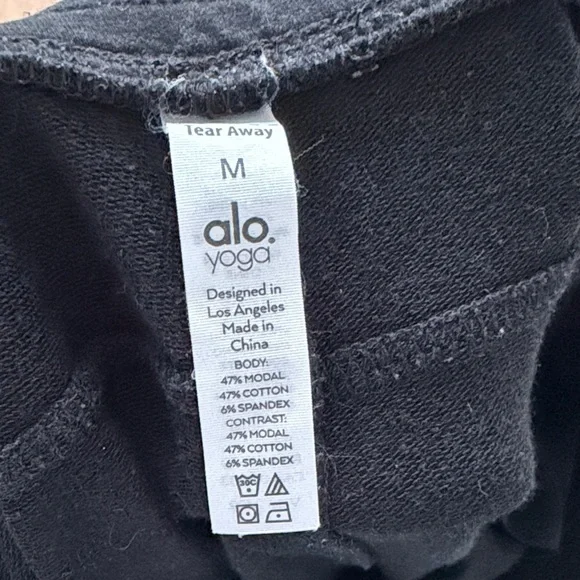 Tear Away
M
alo.
yoga
Designed in
Los Angeles
Made in
China
BODY:
47% MODAL
47% COTTON
6% SPANDEX
CONTRAST:
47% MODAL
47% COTTON
6% SPANDEX
30C